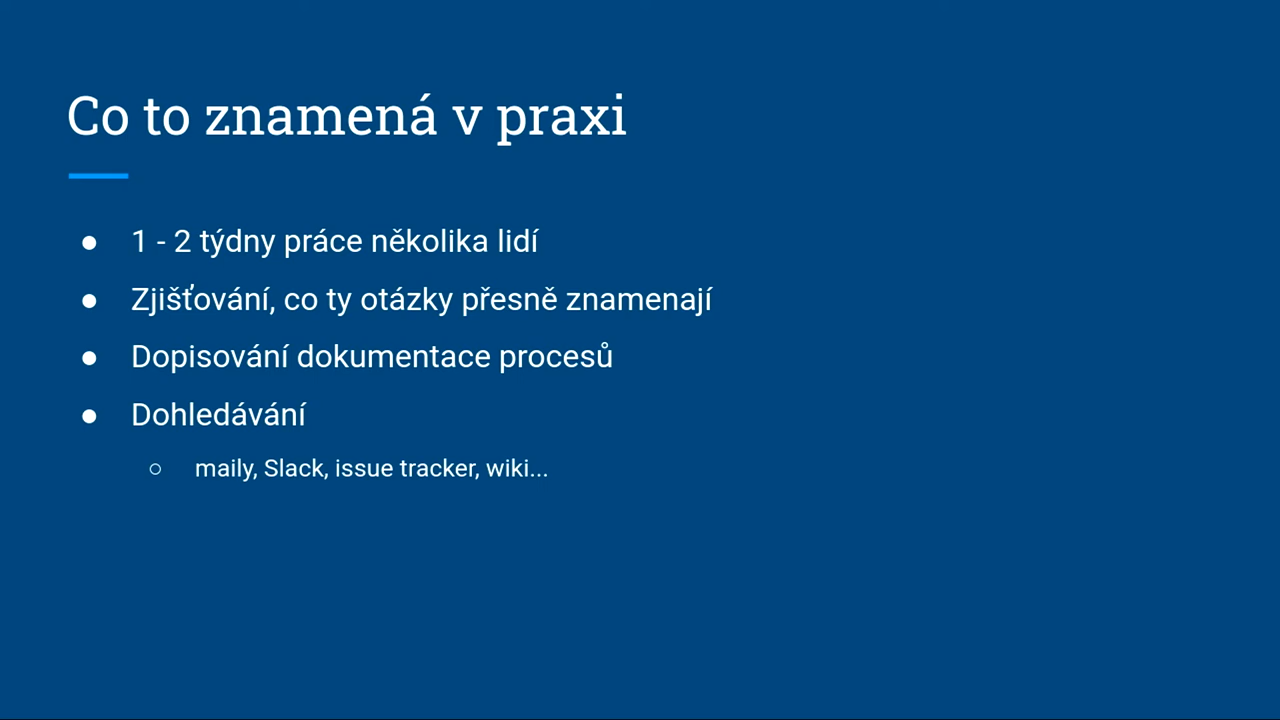 Co to znamená v praxi
● 1 - 2 týdny práce několika lidí
● Zjišťování, co ty otázky přesně znamenají
● Dopisování dokumentace procesů
● Dohledávání
○ maily, Slack, issue tracker, wiki...